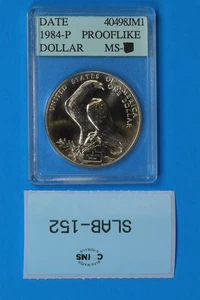 DATE 40498JM1
1984-P PROOFLIKE
DOLLAR MS-
UNITED STATES OF AMERICA
ONE DOLLAR
SLAB-152